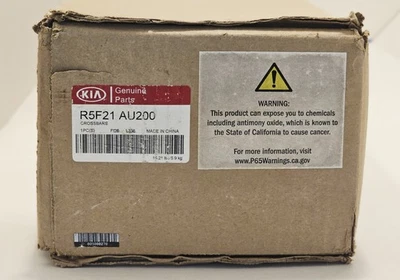 KIA
Genuine
Parts
R5F21 AU200
CROSSBARS
MADE IN CHINA
WARNING:
This product can expose you to chemicals
including antimony oxide, which is known to
the State of California to cause cancer.
For more information, visit
www.P65Warnings.ca.gov